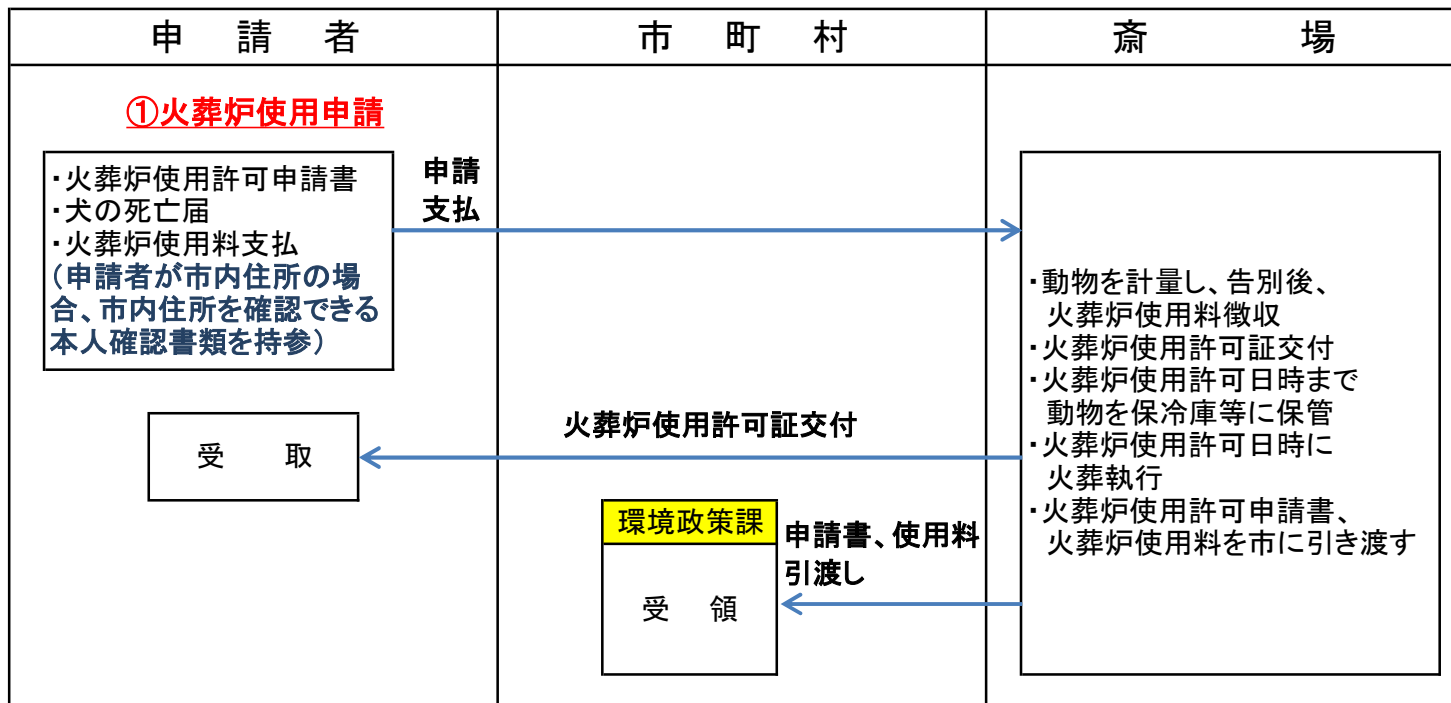 申　請　者
市　町　村
斎　場
①火葬炉使用申請
・火葬炉使用許可申請書
・犬の死亡届
・火葬炉使用料支払
（申請者が市内住所の場
合、市内住所を確認できる
本人確認書類を持参）
申請
支払
・動物を計量し、告別後、
火葬炉使用料徴収
・火葬炉使用許可証交付
・火葬炉使用許可日時まで
動物を保冷庫等に保管
・火葬炉使用許可日時に
火葬執行
・火葬炉使用許可申請書、
火葬炉使用料を市に引き渡す
火葬炉使用許可証交付
受　取
環境政策課
受　領
申請書、使用料
引渡し